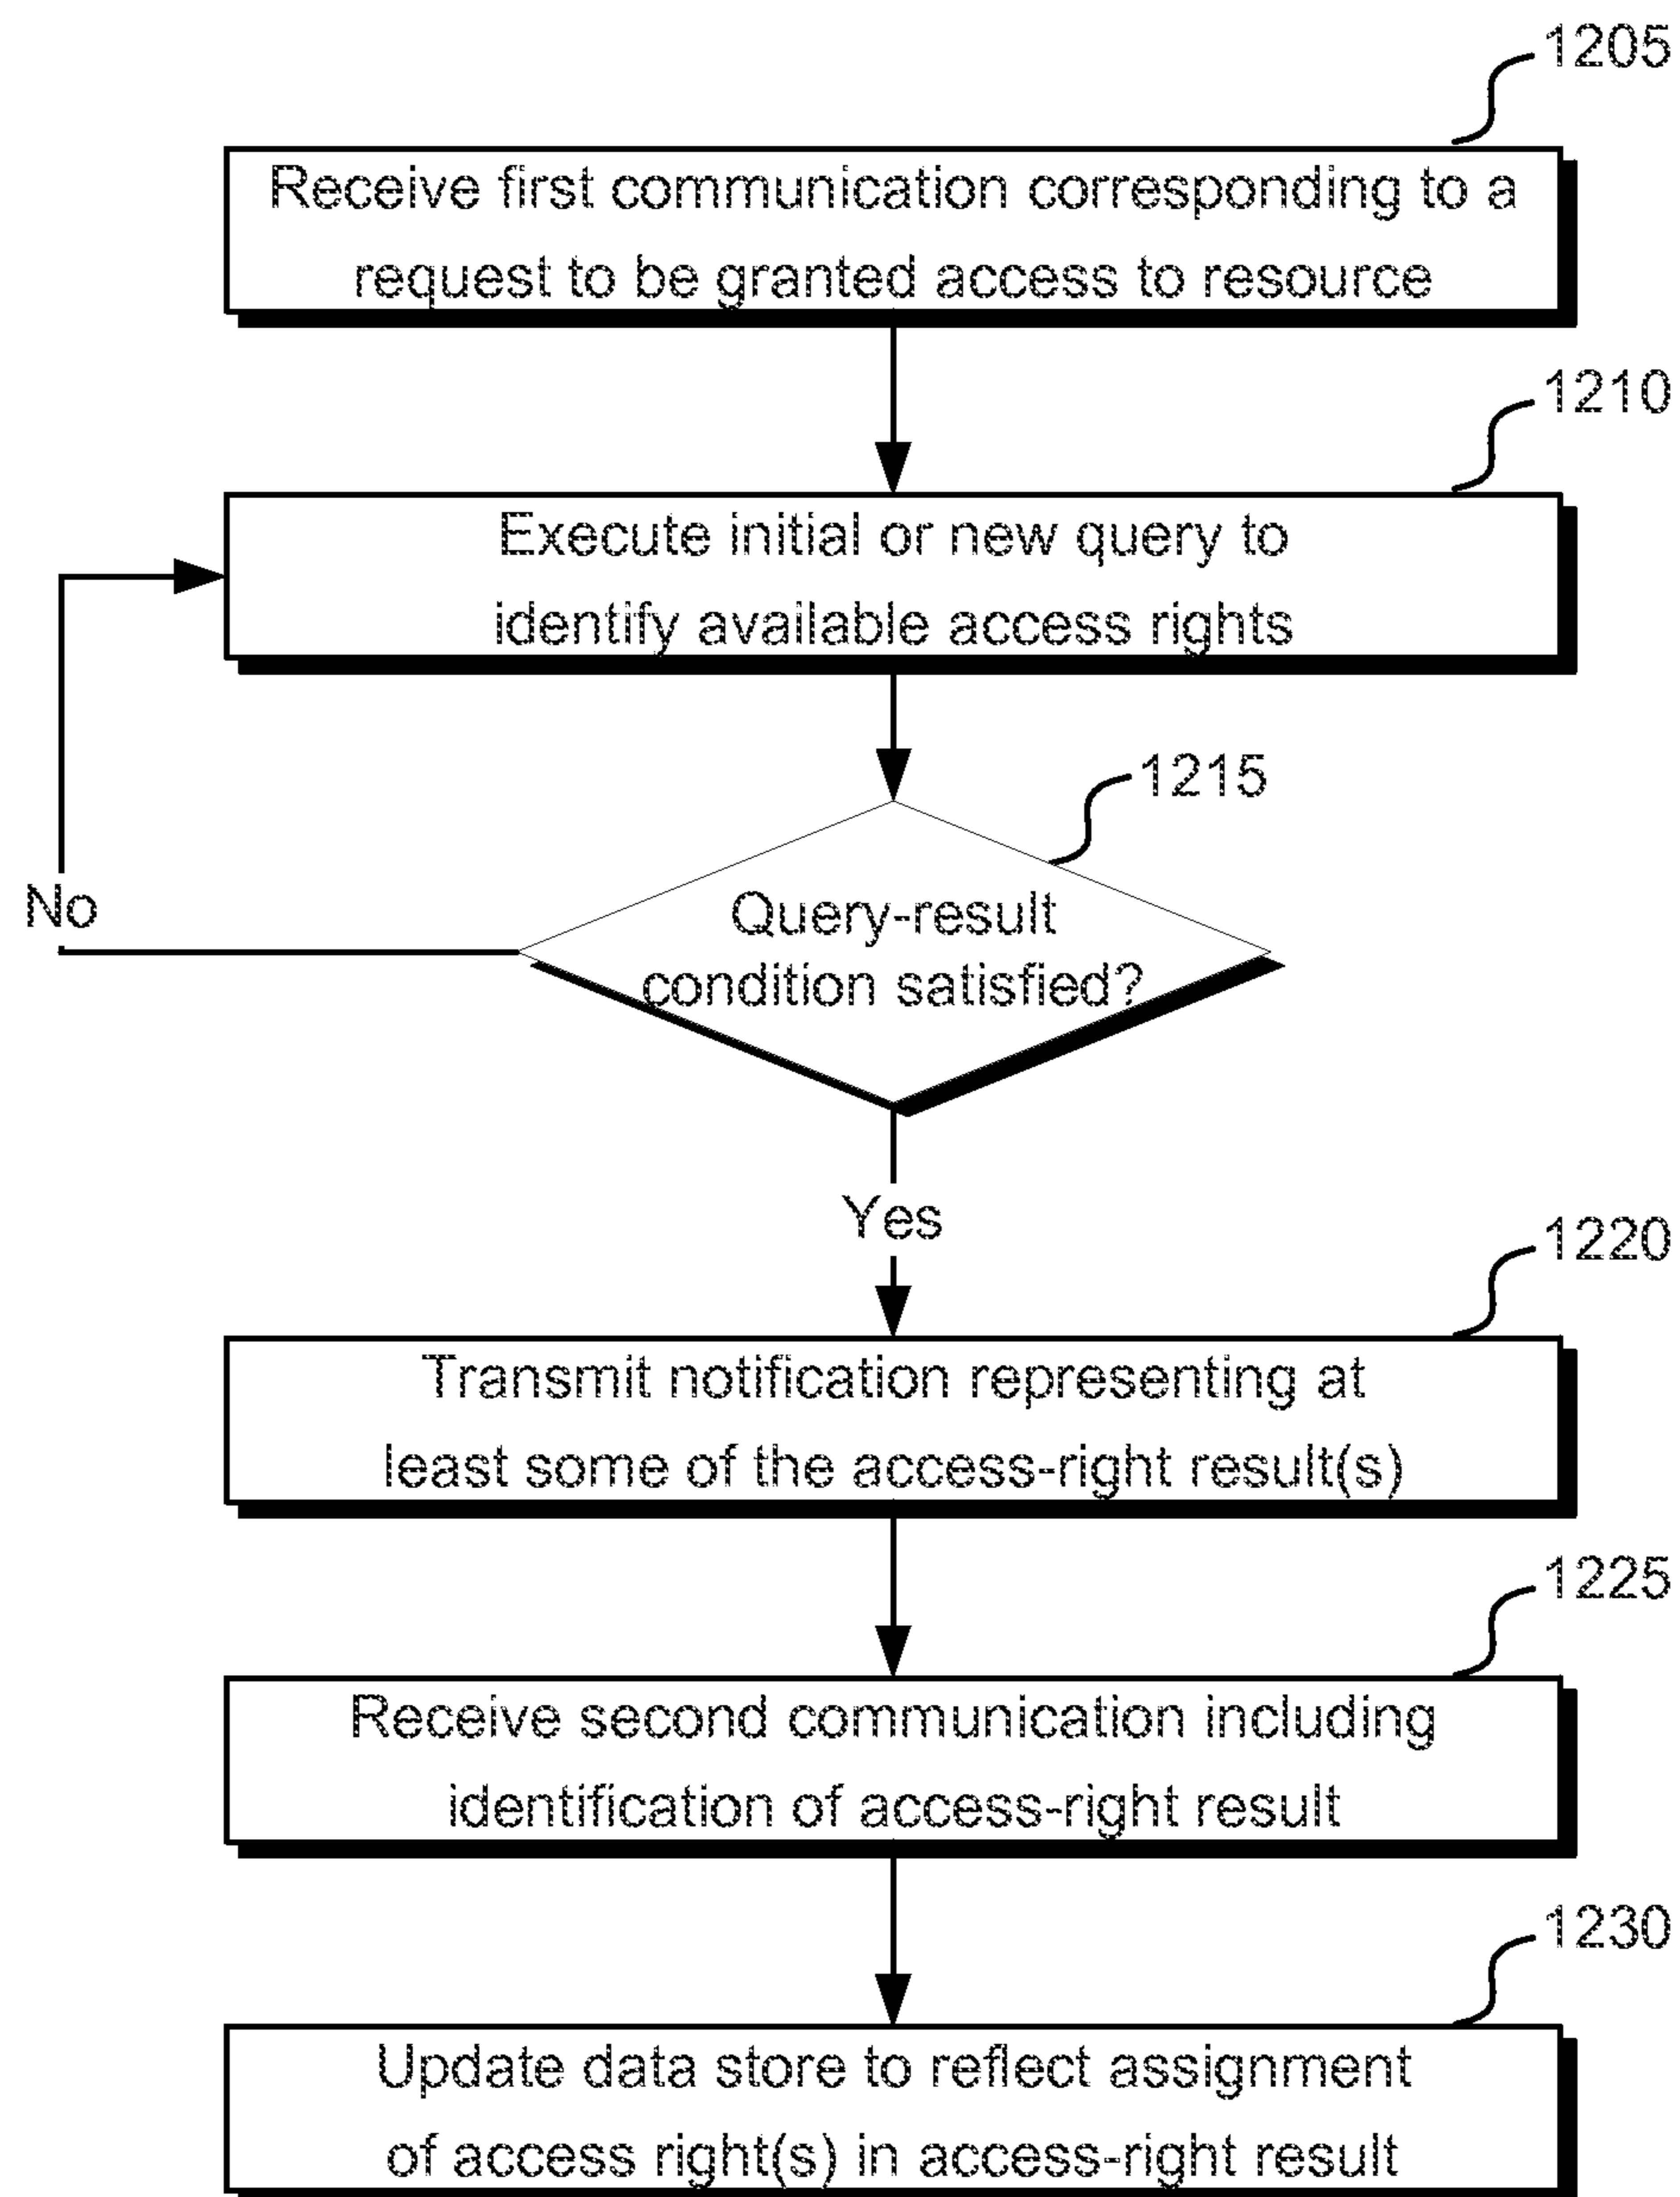 1205
Receive first communication corresponding to a
request to be granted access to resource
1210
Execute initial or new query to
identify available access rights
1215
Query-result
condition satisfied?
No
Yes
1220
Transmit notification representing at
least some of the access-right result(s)
1225
Receive second communication including
identification of access-right result
1230
Update data store to reflect assignment
of access right(s) in access-right result